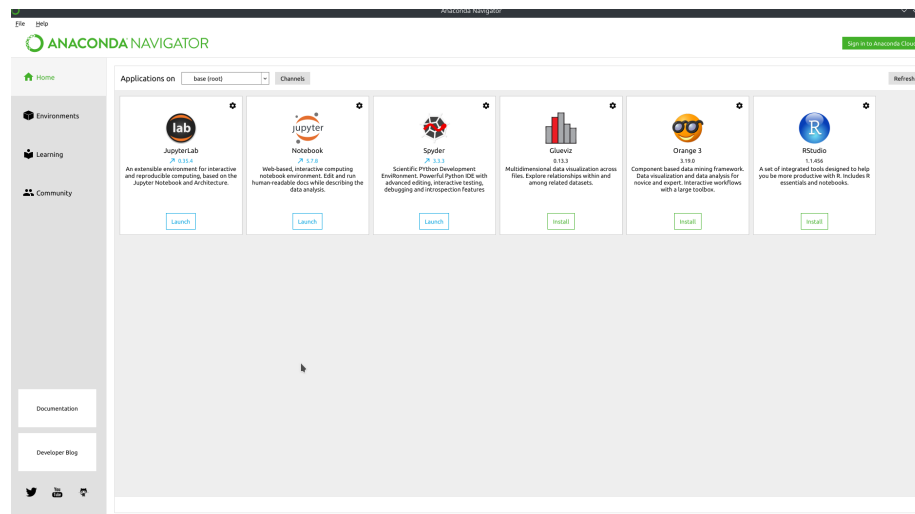 Anaconda Navigator
File Help
ANACONDA NAVIGATOR
Sign in to Anaconda Cloud
Home
Applications on base (root) Channels
Refresh
Environments
Learning
Community
lab
JupyterLab
0.35.4
An extensible environment for interactive
and reproducible computing, based on the
Jupyter Notebook and Architecture.
Launch
jupyter
Notebook
5.7.8
Web-based, interactive computing
notebook environment. Edit and run
human-readable docs while describing the
data analysis.
Launch
Spyder
3.3.3
Scientific PYthon Development
EnviRonment. Powerful Python IDE with
advanced editing, interactive testing,
debugging and introspection features
Launch
Glueviz
0.13.3
Multidimensional data visualization across
files. Explore relationships within and
among related datasets.
Install
Orange 3
3.19.0
Component based data mining framework.
Data visualization and data analysis for
novice and expert. Interactive workflows
with a large toolbox.
Install
R
RStudio
1.1.456
A set of integrated tools designed to help
you be more productive with R. Includes R
essentials and notebooks.
Install
Documentation
Developer Blog
You
Tube